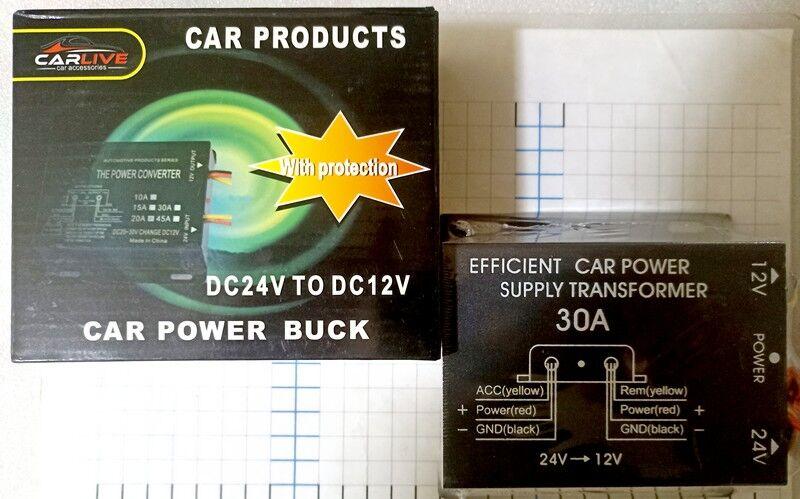 CARLIVE
car accessories
CAR PRODUCTS
With protection
AUTOMOTIVE PRODUCTS SERIES
THE POWER CONVERTER
10A
15A 30A
20A 45A
DC20-30V CHANGE DC12V
Made in China
12V OUTPUT
24V INPUT
DC24V TO DC12V
CAR POWER BUCK
EFFICIENT CAR POWER
SUPPLY TRANSFORMER
30A
ACC(yellow) Rem(yellow)
+ Power(red) Power(red) +
− GND(black) GND(black) −
24V→12V
12V
POWER
24V